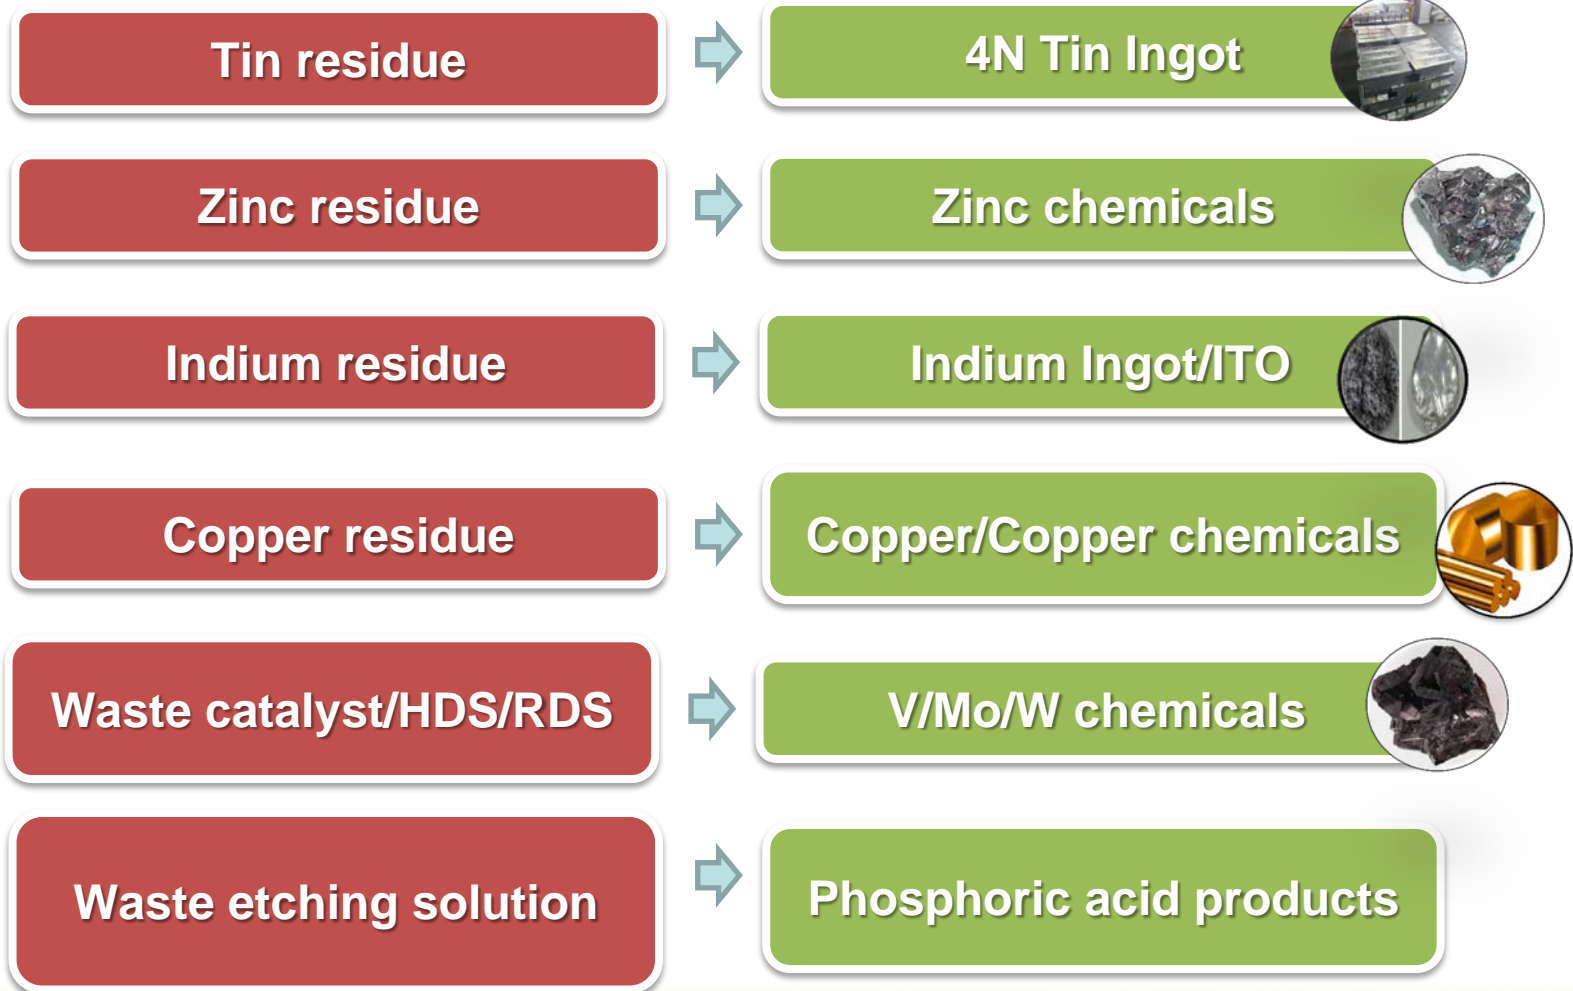 Tin residue
4N Tin Ingot
Zinc residue
Zinc chemicals
Indium residue
Indium Ingot/ITO
Copper residue
Copper/Copper chemicals
Waste catalyst/HDS/RDS
V/Mo/W chemicals
Waste etching solution
Phosphoric acid products